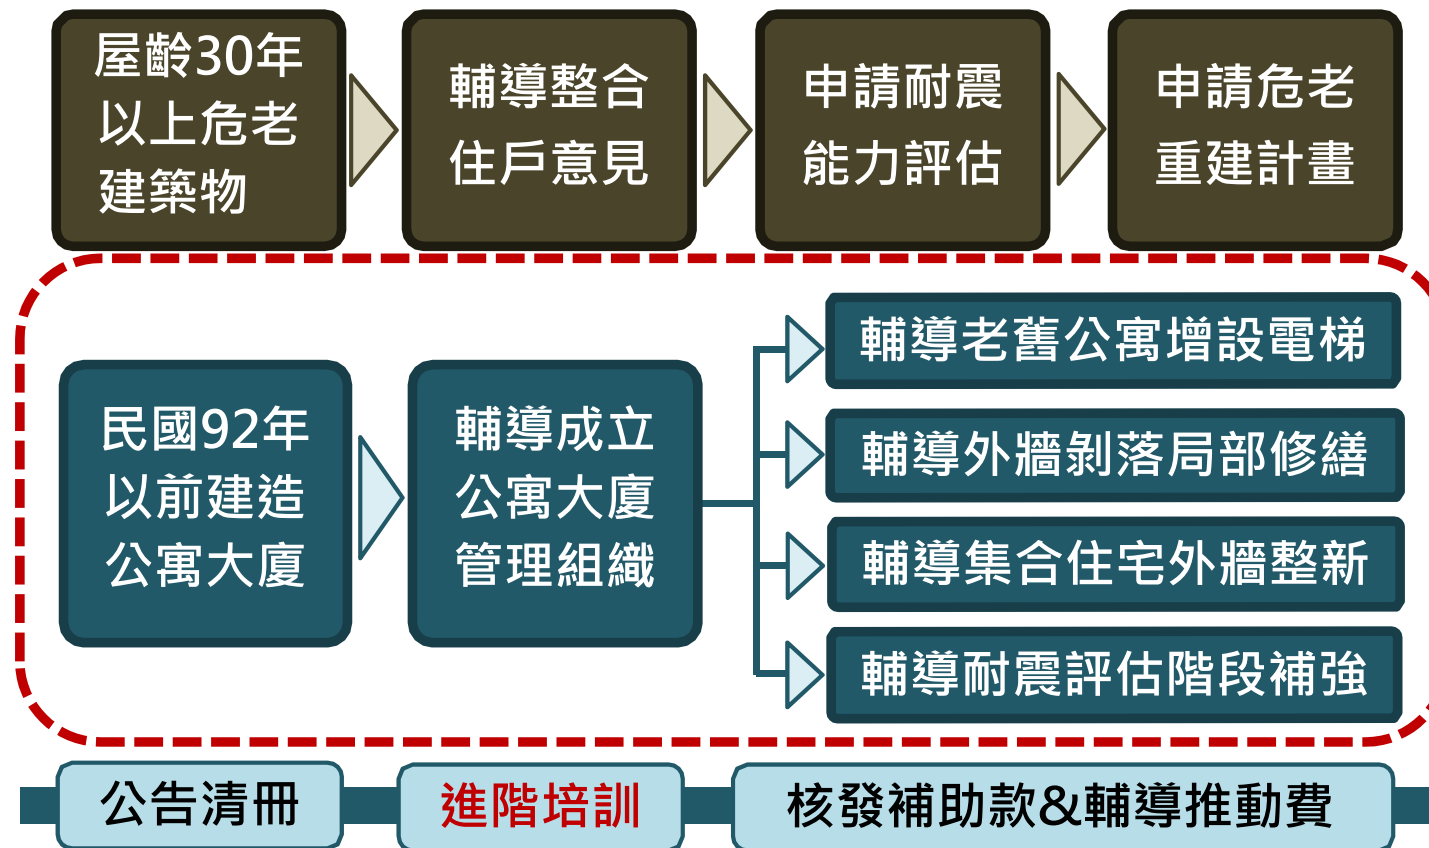 屋齡30年
以上危老
建築物
輔導整合
住戶意見
申請耐震
能力評估
申請危老
重建計畫
民國92年
以前建造
公寓大廈
輔導成立
公寓大廈
管理組織
輔導老舊公寓增設電梯
輔導外牆剝落局部修繕
輔導集合住宅外牆整新
輔導耐震評估階段補強
公告清冊
進階培訓
核發補助款&輔導推動費